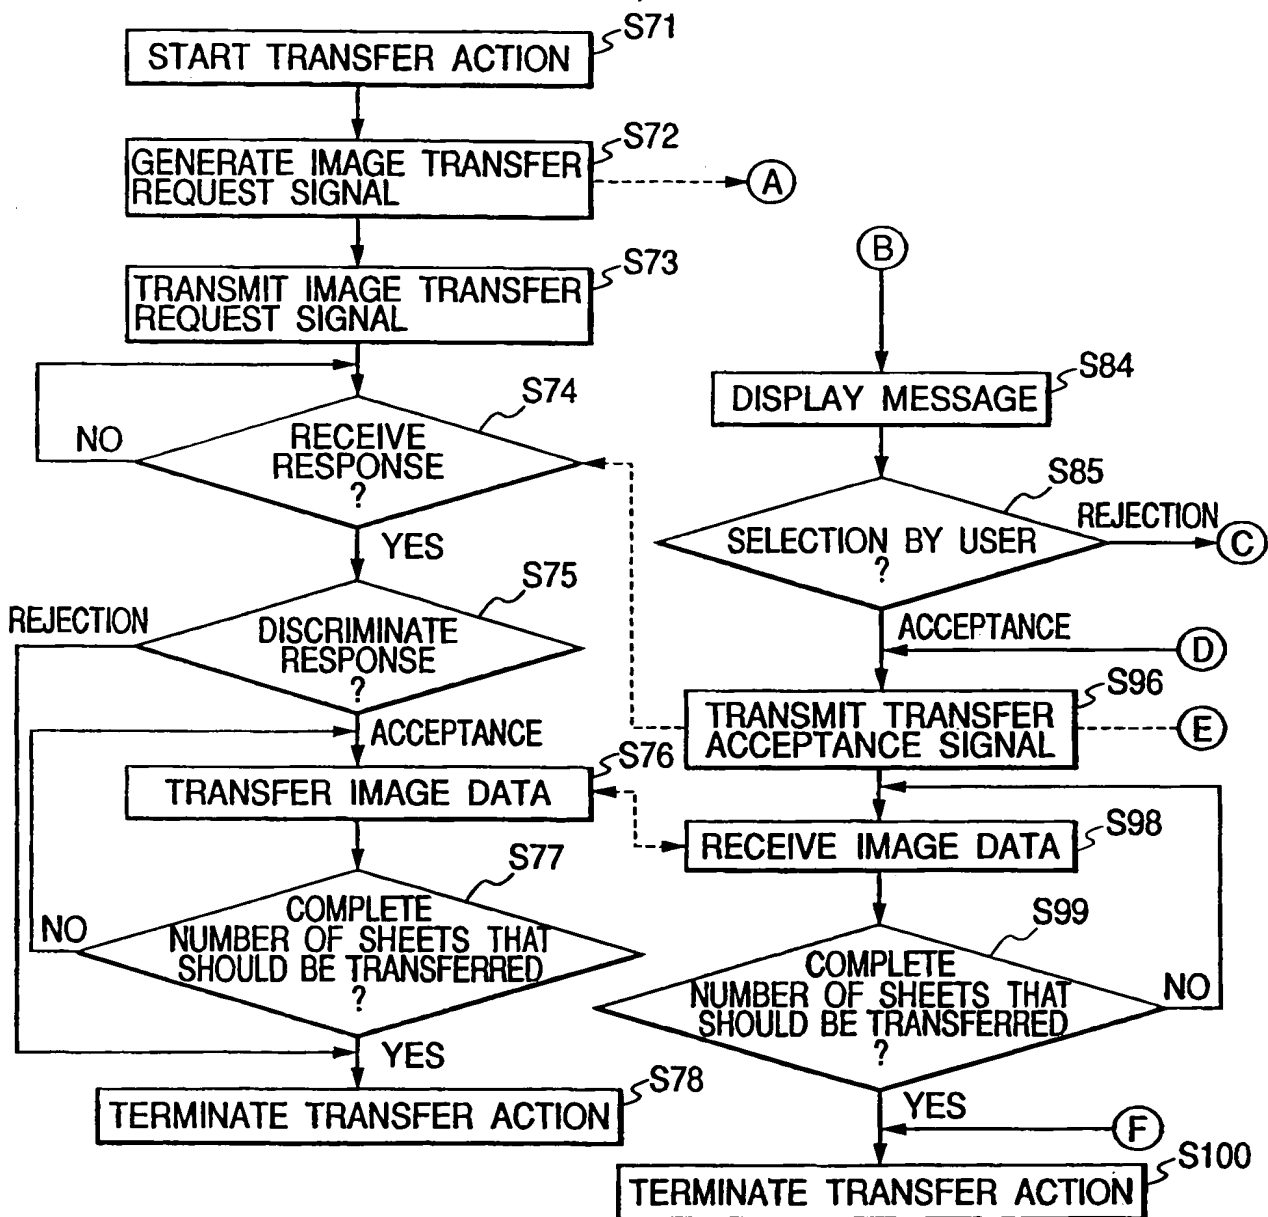 S71
START TRANSFER ACTION
S72
GENERATE IMAGE TRANSFER
REQUEST SIGNAL
A
S73
TRANSMIT IMAGE TRANSFER
REQUEST SIGNAL
S74
RECEIVE
RESPONSE
?
NO
YES
S75
REJECTION
DISCRIMINATE
RESPONSE
?
ACCEPTANCE
S76
TRANSFER IMAGE DATA
S77
COMPLETE
NUMBER OF SHEETS THAT
SHOULD BE TRANSFERRED
?
NO
YES
S78
TERMINATE TRANSFER ACTION
B
S84
DISPLAY MESSAGE
S85
SELECTION BY USER
?
REJECTION
C
ACCEPTANCE
D
S96
TRANSMIT TRANSFER
ACCEPTANCE SIGNAL
E
S98
RECEIVE IMAGE DATA
S99
COMPLETE
NUMBER OF SHEETS THAT
SHOULD BE TRANSFERRED
?
NO
YES
F
S100
TERMINATE TRANSFER ACTION